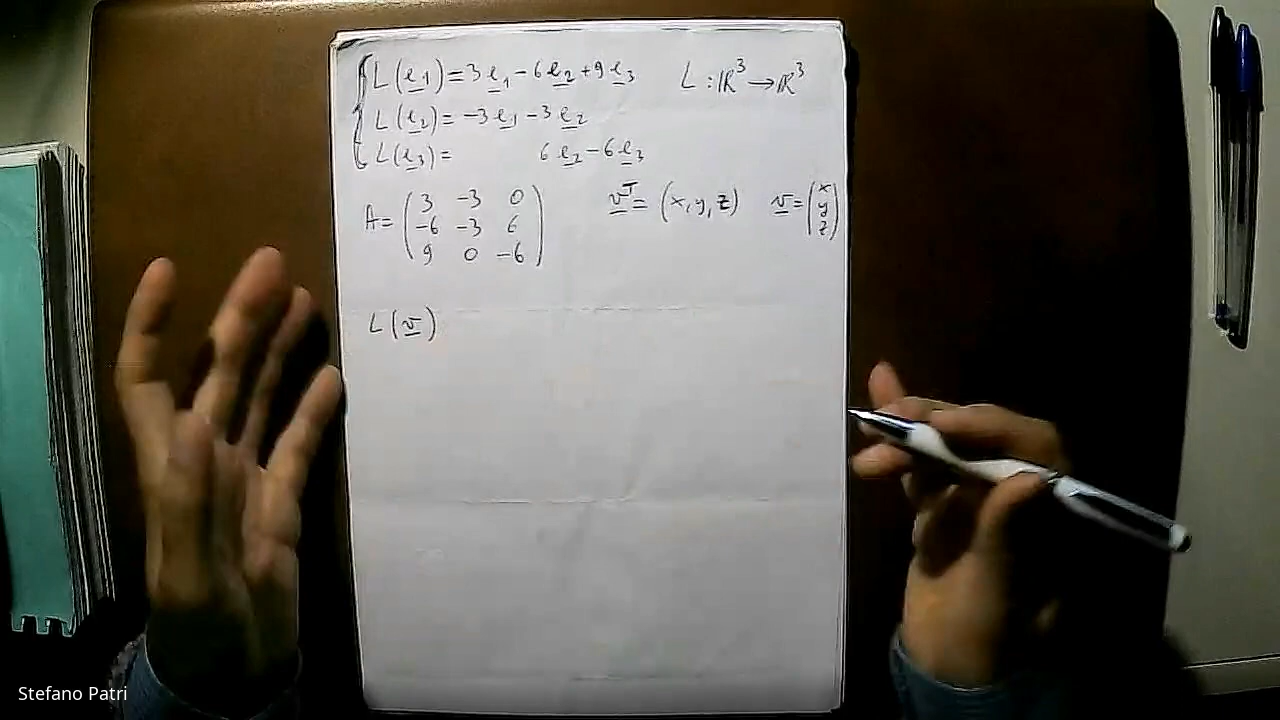 L(e1)=3e1-6e2+9e3 L:ℝ³→ℝ³
L(e2)=-3e1-3e2
L(e3)= 6e2-6e3
A=(3 -3 0
-6 -3 6
9 0 -6)
vᵀ=(x,y,z) v=(x
y
z)
L(v)
Stefano Patri